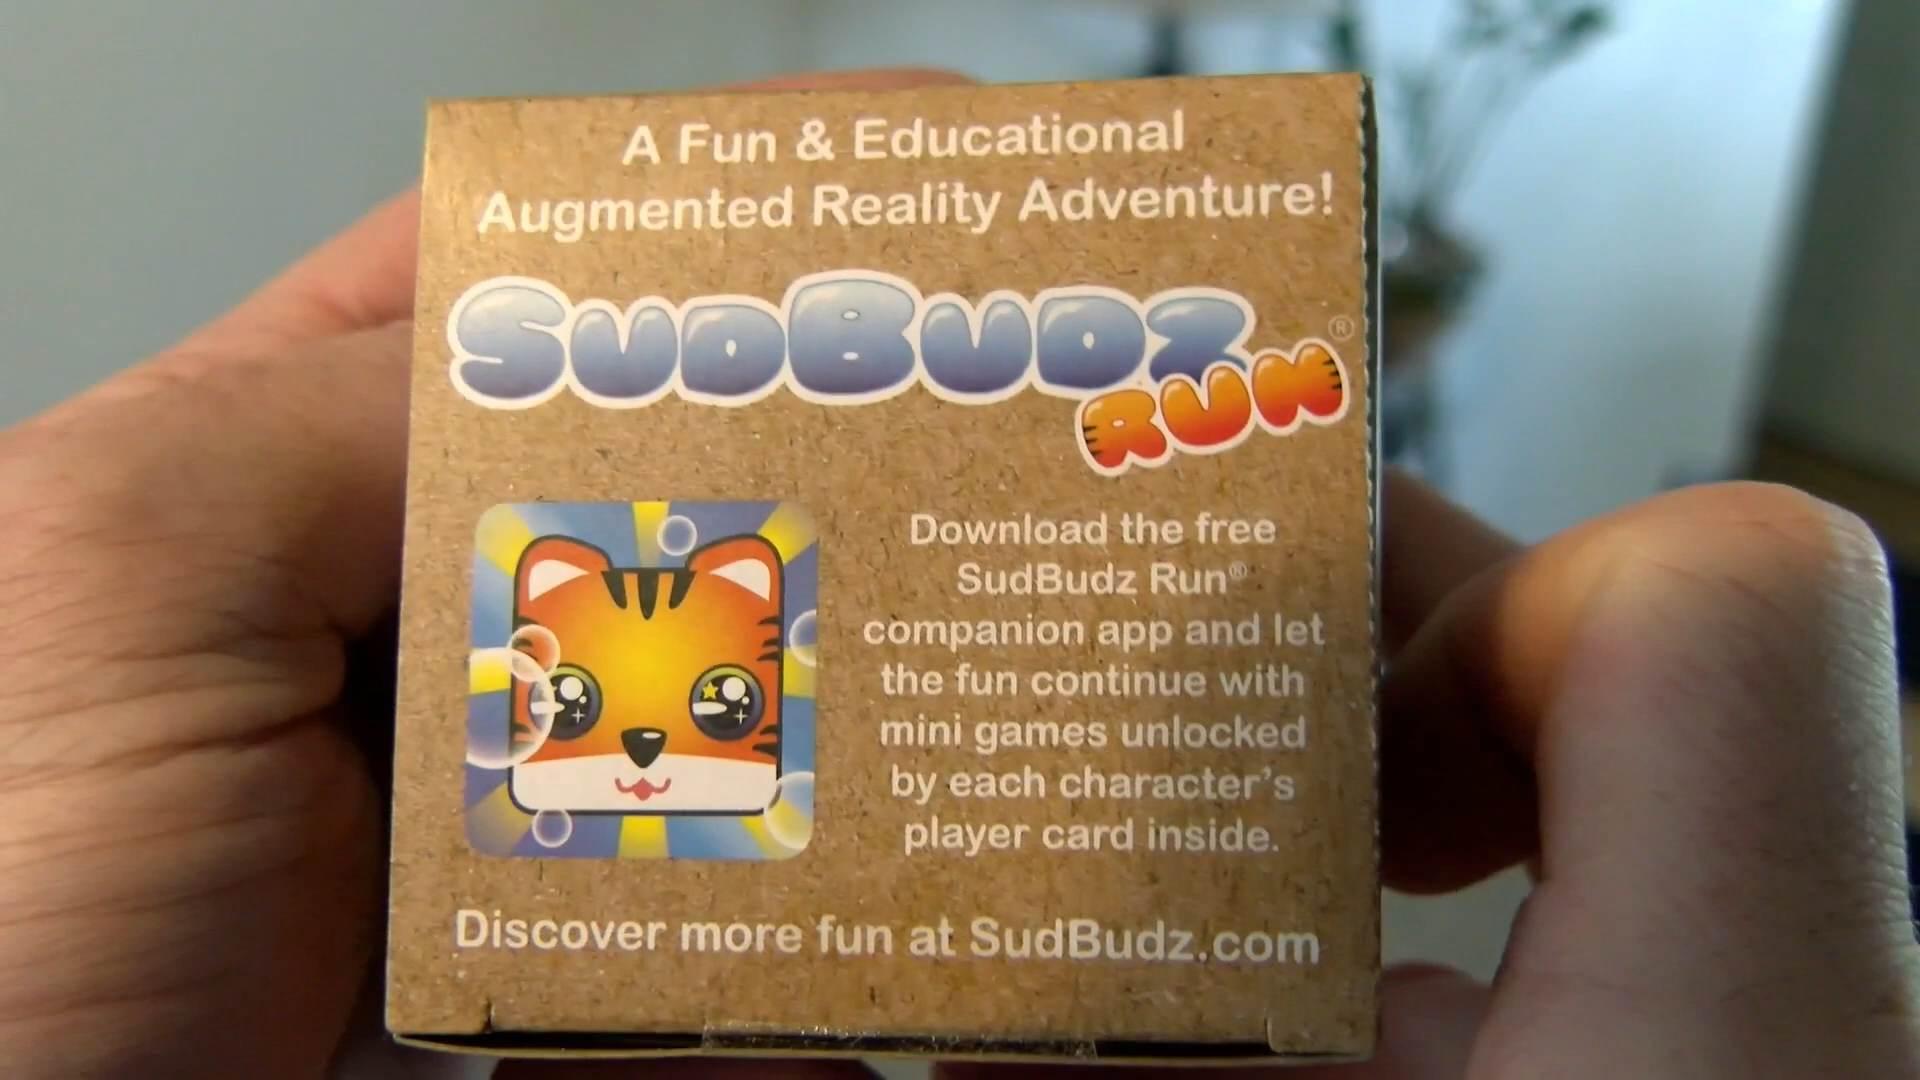 A Fun & Educational
Augmented Reality Adventure!
SudBudz
Run ®
Download the free
SudBudz Run®
companion app and let
the fun continue with
mini games unlocked
by each character's
player card inside.
Discover more fun at SudBudz.com